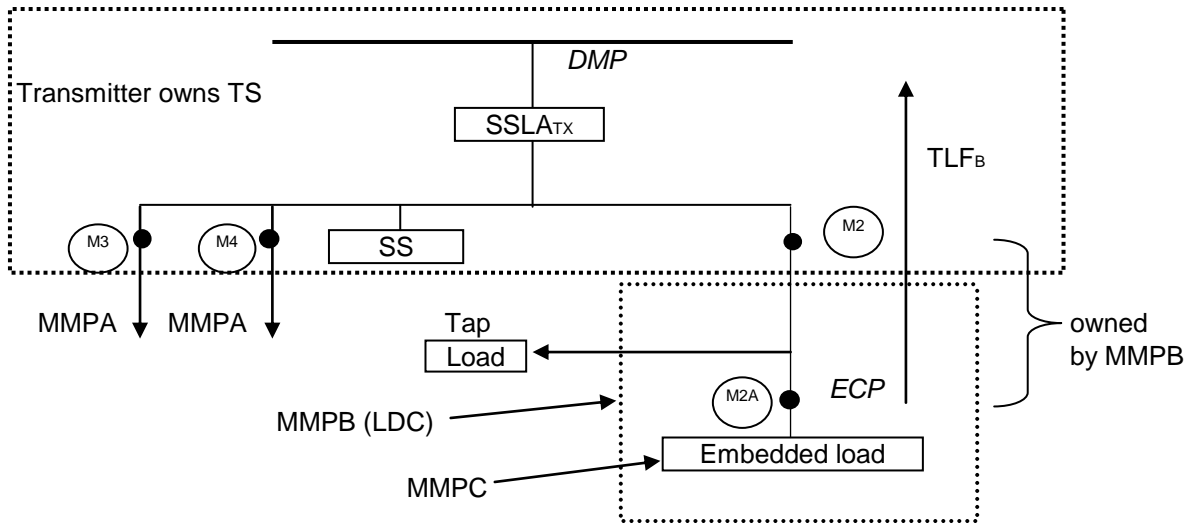 DMP
Transmitter owns TS
SSLATX
TLFB
M3
M4
SS
M2
MMPA
MMPA
Tap
Load
owned
by MMPB
M2A
ECP
MMPB (LDC)
Embedded load
MMPC